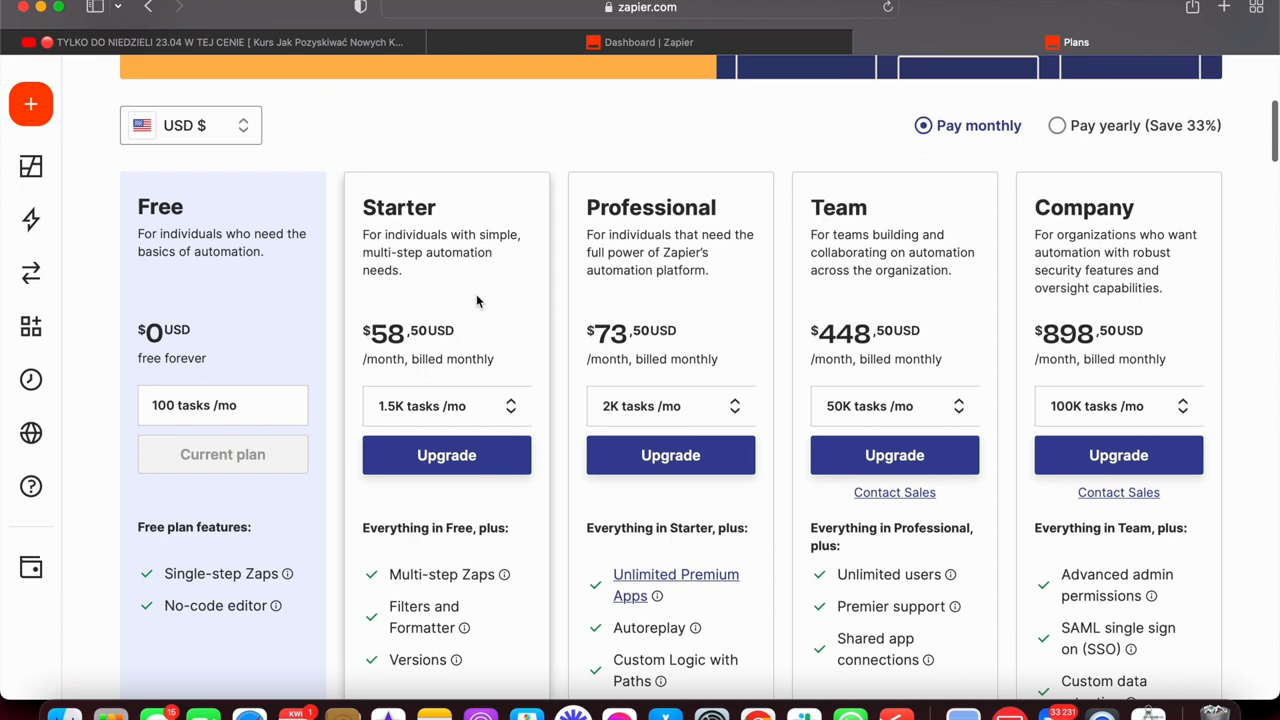 zapier.com
TYLKO DO NIEDZIELI 23.04 W TEJ CENIE [ Kurs Jak Pozyskiwać Nowych K...
Dashboard | Zapier
Plans
USD $
Pay monthly
Pay yearly (Save 33%)
Free
For individuals who need the
basics of automation.
$0USD
free forever
100 tasks /mo
Current plan
Free plan features:
Single-step Zaps
No-code editor
Starter
For individuals with simple,
multi-step automation
needs.
$58,50USD
/month, billed monthly
1.5K tasks /mo
Upgrade
Everything in Free, plus:
Multi-step Zaps
Filters and
Formatter
Versions
Professional
For individuals that need the
full power of Zapier's
automation platform.
$73,50USD
/month, billed monthly
2K tasks /mo
Upgrade
Everything in Starter, plus:
Unlimited Premium
Apps
Autoreplay
Custom Logic with
Paths
Team
For teams building and
collaborating on automation
across the organization.
$448,50USD
/month, billed monthly
50K tasks /mo
Upgrade
Contact Sales
Everything in Professional,
plus:
Unlimited users
Premier support
Shared app
connections
Company
For organizations who want
automation with robust
security features and
oversight capabilities.
$898,50USD
/month, billed monthly
100K tasks /mo
Upgrade
Contact Sales
Everything in Team, plus:
Advanced admin
permissions
SAML single sign
on (SSO)
Custom data
15
KWI
1
33 231